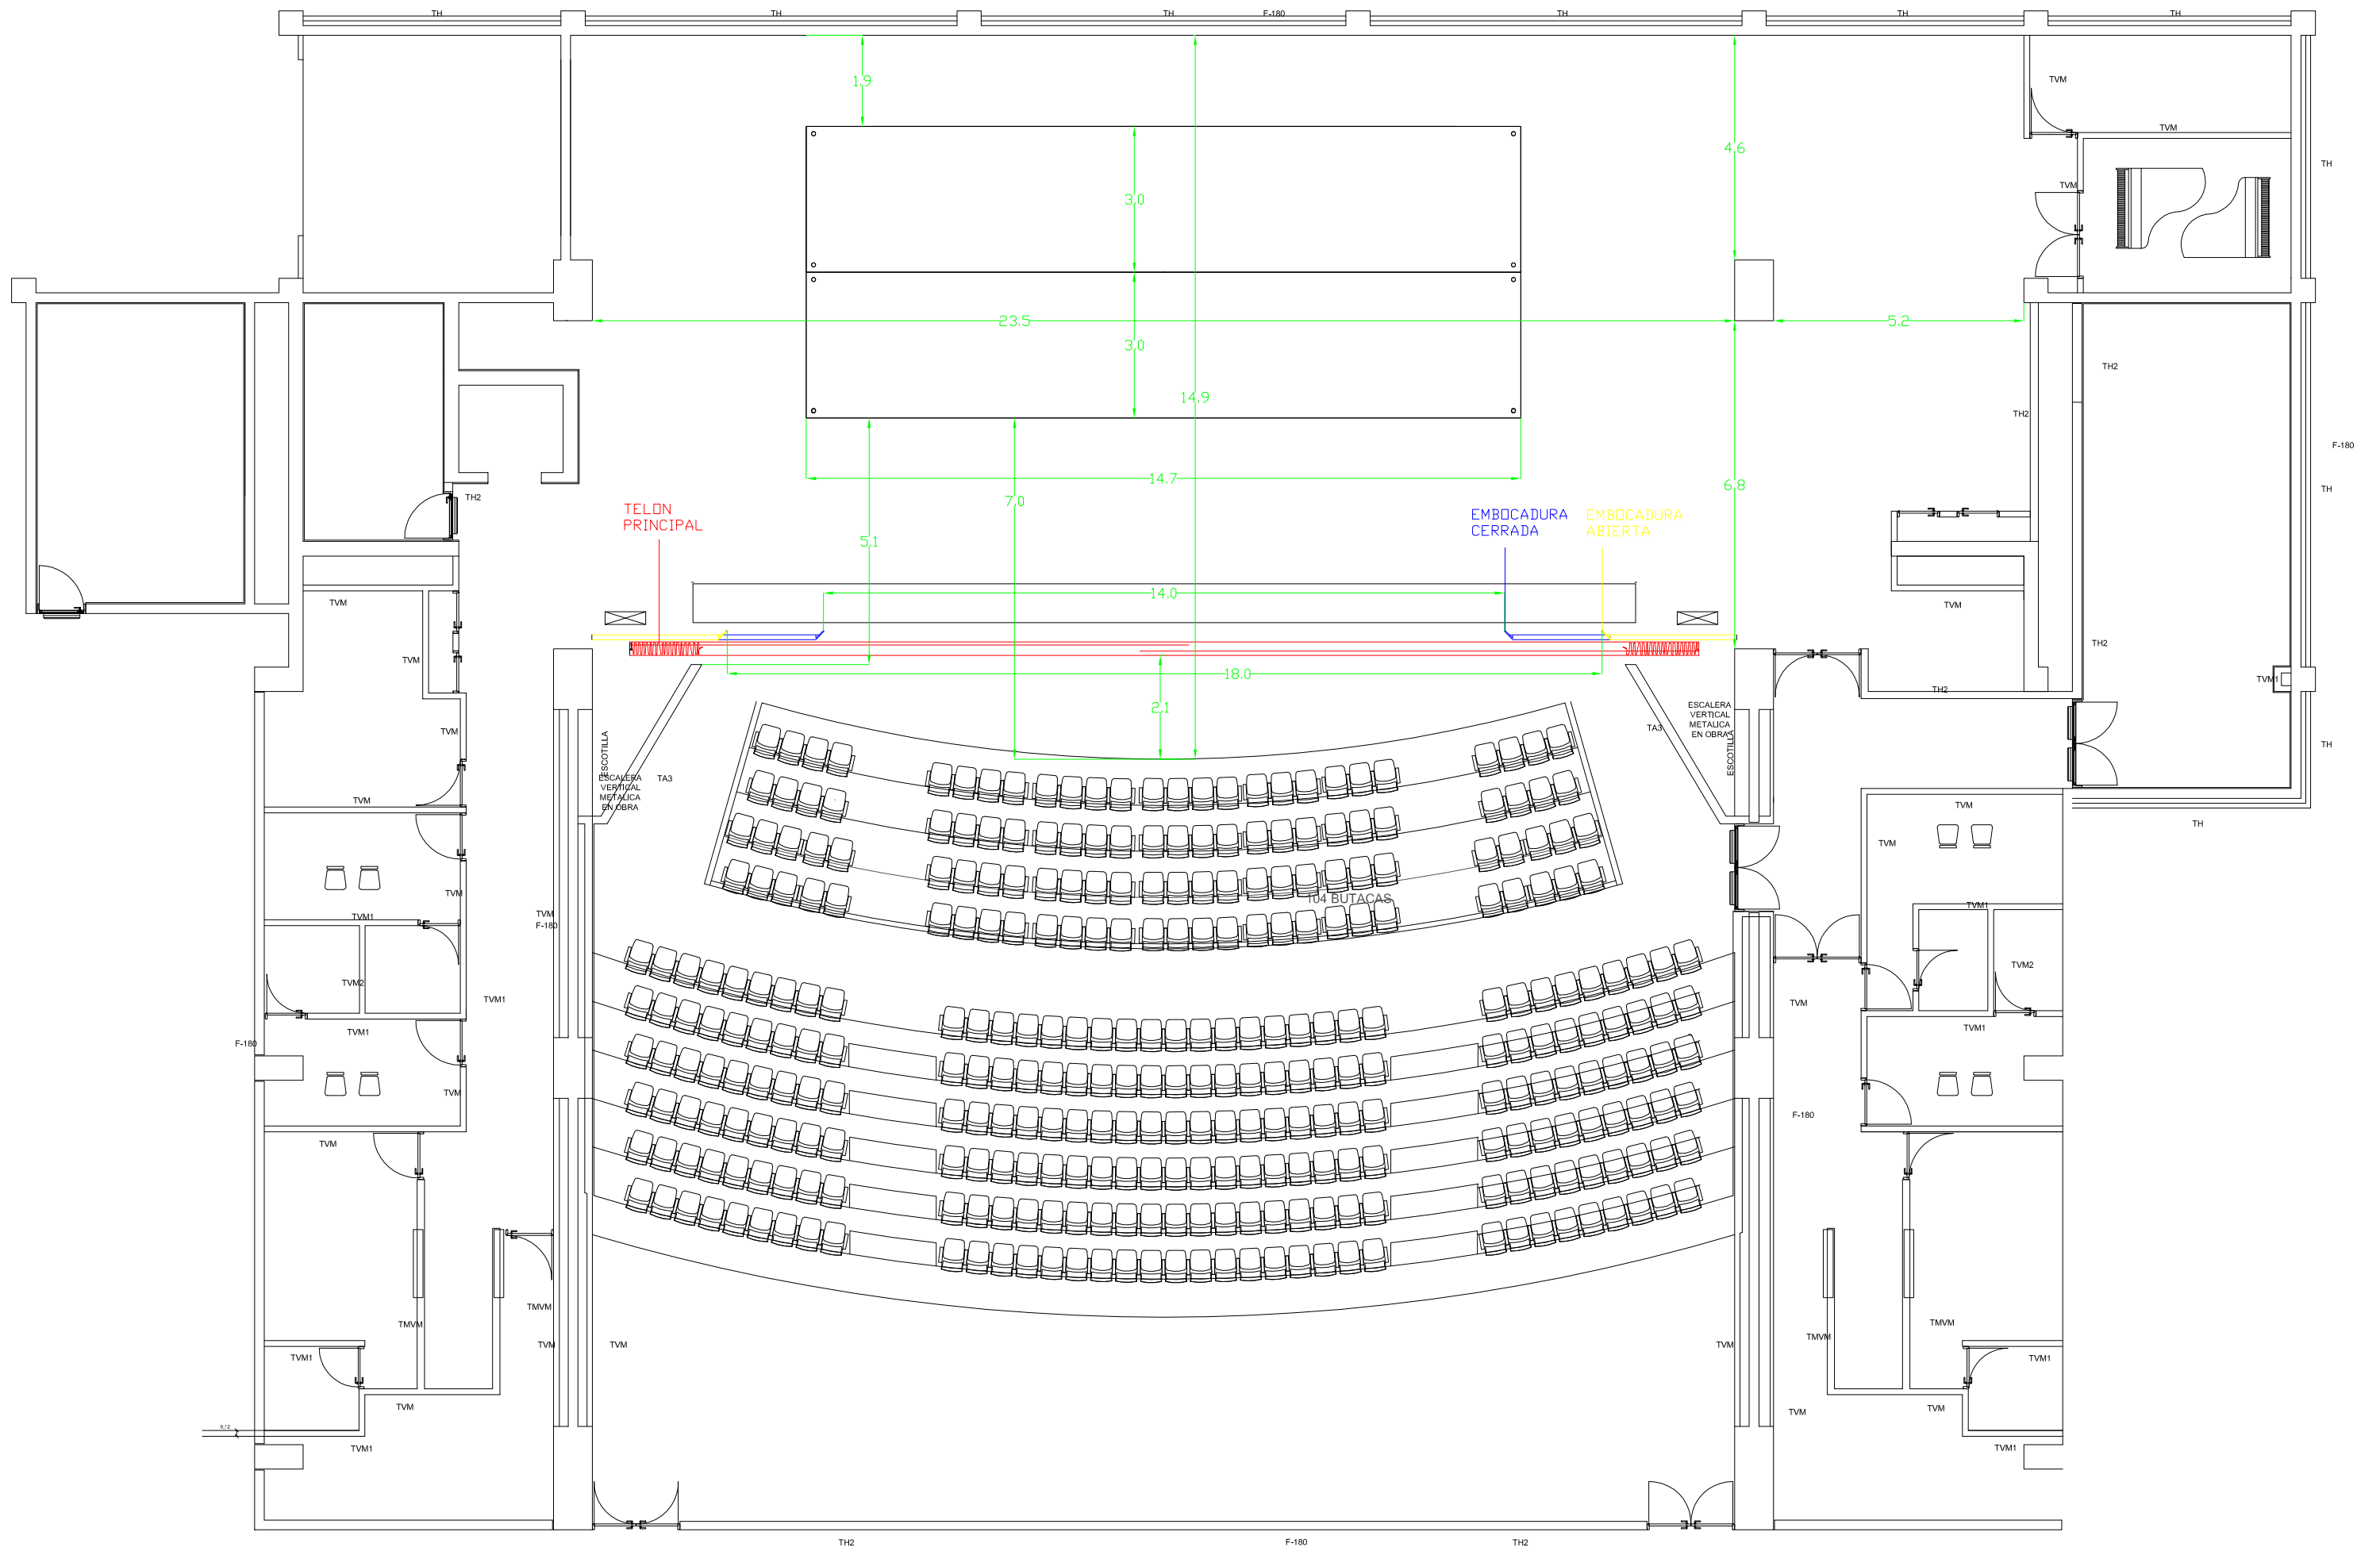 TH
TH
TH
F-180
TH
TH
TH
1.9
TVM
4.6
TVM
TH
3.0
TVM
23.5
5.2
3.0
TH2
14.9
TH2
F-180
14.7
TH2
7.0
6.8
TH
TELON
PRINCIPAL
EMBOCADURA
CERRADA
EMBOCADURA
ABIERTA
5.1
14.0
TVM
TVM
TH2
TVM
18.0
TVM1
TH2
2.1
ESCALERA
VERTICAL
METALICA
EN OBRA
TA3
TVM
ESCOTILLA
ESCOTILLA
TH
ESCALERA
VERTICAL
METALICA
EN OBRA
TA3
TVM
TVM
TH
TVM
TVM
104 BUTACAS
TVM1
TVM
F-180
TVM1
TVM2
TVM2
TVM1
TVM
TVM1
TVM1
F-180
TVM
F-180
TVM
TMVM
TMVM
TMVM
TMVM
TVM
TVM
TVM
TVM1
TVM1
TVM
TVM
TVM
0.12
TVM1
TVM1
TH2
F-180
TH2